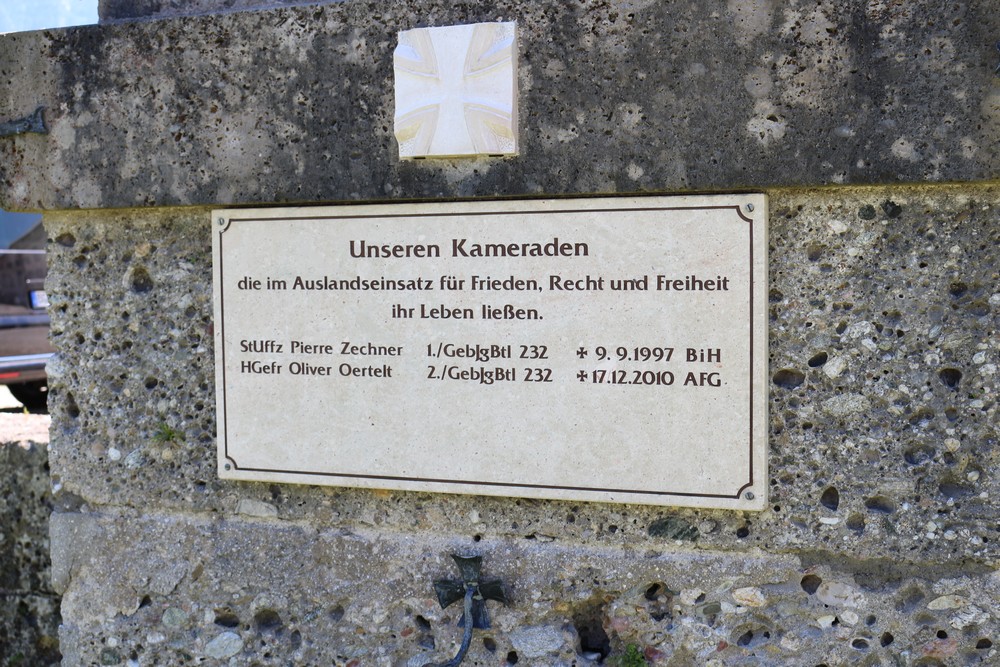 Unseren Kameraden
die im Auslandseinsatz für Frieden, Recht und Freiheit
ihr Leben ließen.
StUffz Pierre Zechner 1./GebJgBtl 232 ✠ 9. 9.1997 BiH
HGefr Oliver Oertelt 2./GebJgBtl 232 ✠ 17.12.2010 AFG